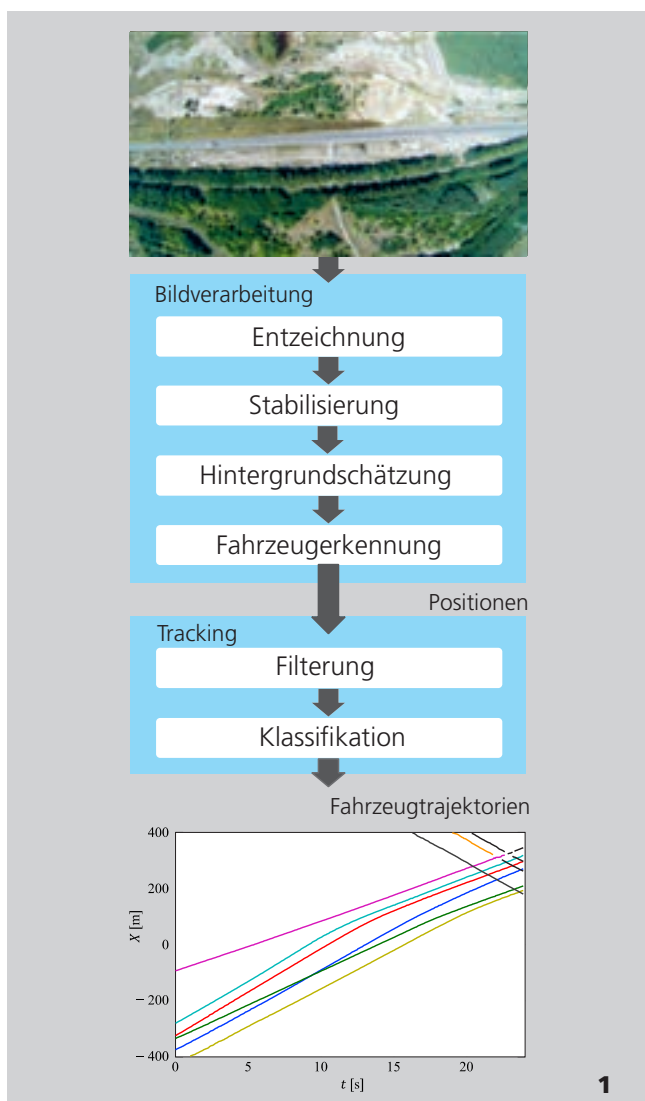 Bildverarbeitung
Entzeichnung
Stabilisierung
Hintergrundschätzung
Fahrzeugerkennung
Positionen
Tracking
Filterung
Klassifikation
Fahrzeugtrajektorien
400
200
0
− 200
− 400
X [m]
0 5 10 15 20
t [s]
1